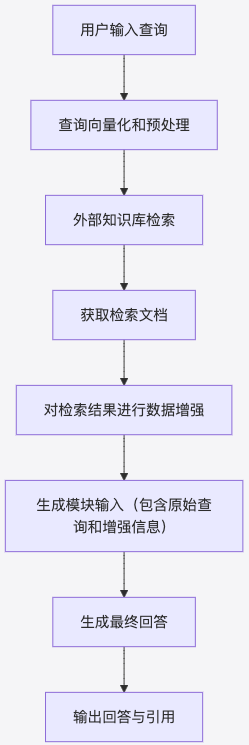 用户输入查询
查询向量化和预处理
外部知识库检索
获取检索文档
对检索结果进行数据增强
生成模块输入（包含原始查
询和增强信息）
生成最终回答
输出回答与引用